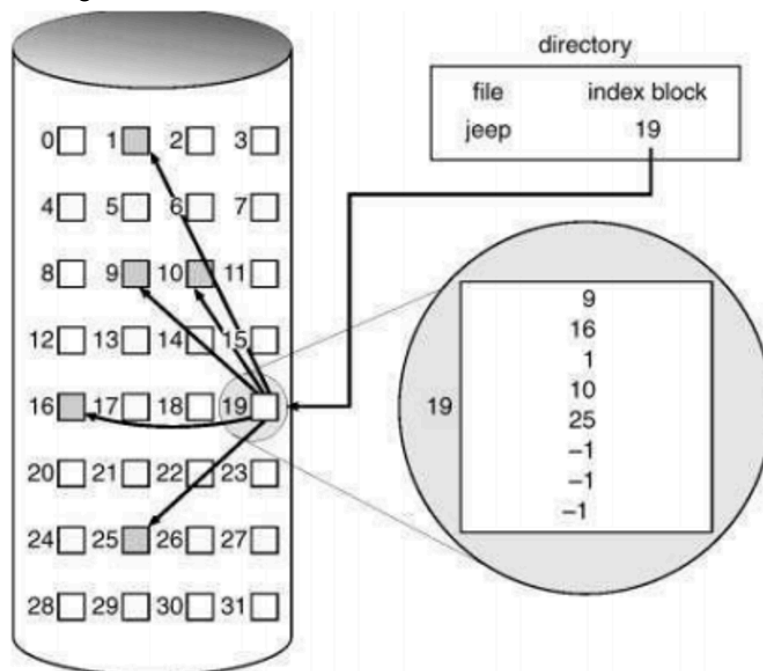 directory
file index block
jeep 19
0 1 2 3
4 5 6 7
8 9 10 11
12 13 14 15
16 17 18 19
20 21 22 23
24 25 26 27
28 29 30 31
19
9
16
1
10
25
–1
–1
–1